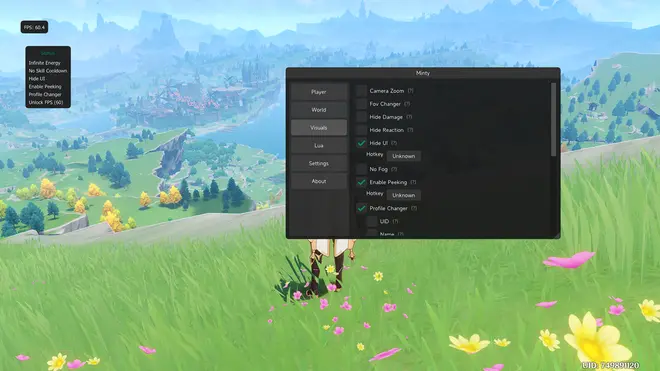 FPS: 60.4
Infinite Energy
No Skill Cooldown
Hide UI
Enable Peeking
Profile Changer
Unlock FPS (60)
Minty
Player
World
Visuals
Lua
Settings
About
Camera Zoom [?]
Fov Changer [?]
Hide Damage [?]
Hide Reaction [?]
Hide UI [?]
Hotkey Unknown
No Fog [?]
Enable Peeking [?]
Hotkey Unknown
Profile Changer [?]
UID [?]
Name [?]